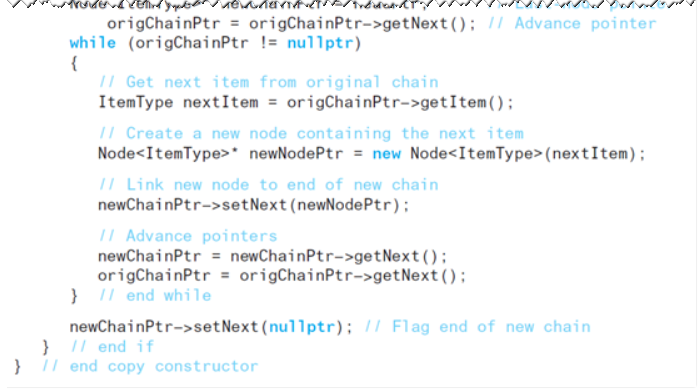 origChainPtr = origChainPtr->getNext(); // Advance pointer
while (origChainPtr != nullptr)
{
// Get next item from original chain
ItemType nextItem = origChainPtr->getItem();
// Create a new node containing the next item
Node<ItemType>* newNodePtr = new Node<ItemType>(nextItem);
// Link new node to end of new chain
newChainPtr->setNext(newNodePtr);
// Advance pointers
newChainPtr = newChainPtr->getNext();
origChainPtr = origChainPtr->getNext();
} // end while
newChainPtr->setNext(nullptr); // Flag end of new chain
} // end if
} // end copy constructor